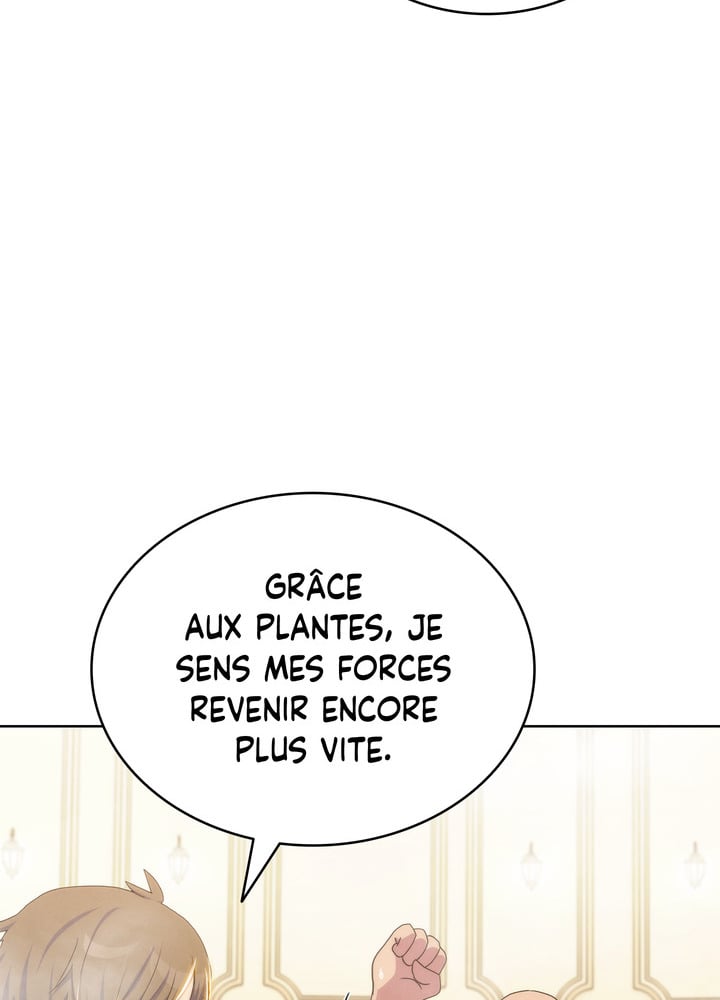 GRÂCE
AUX PLANTES, JE
SENS MES FORCES
REVENIR ENCORE
PLUS VITE.